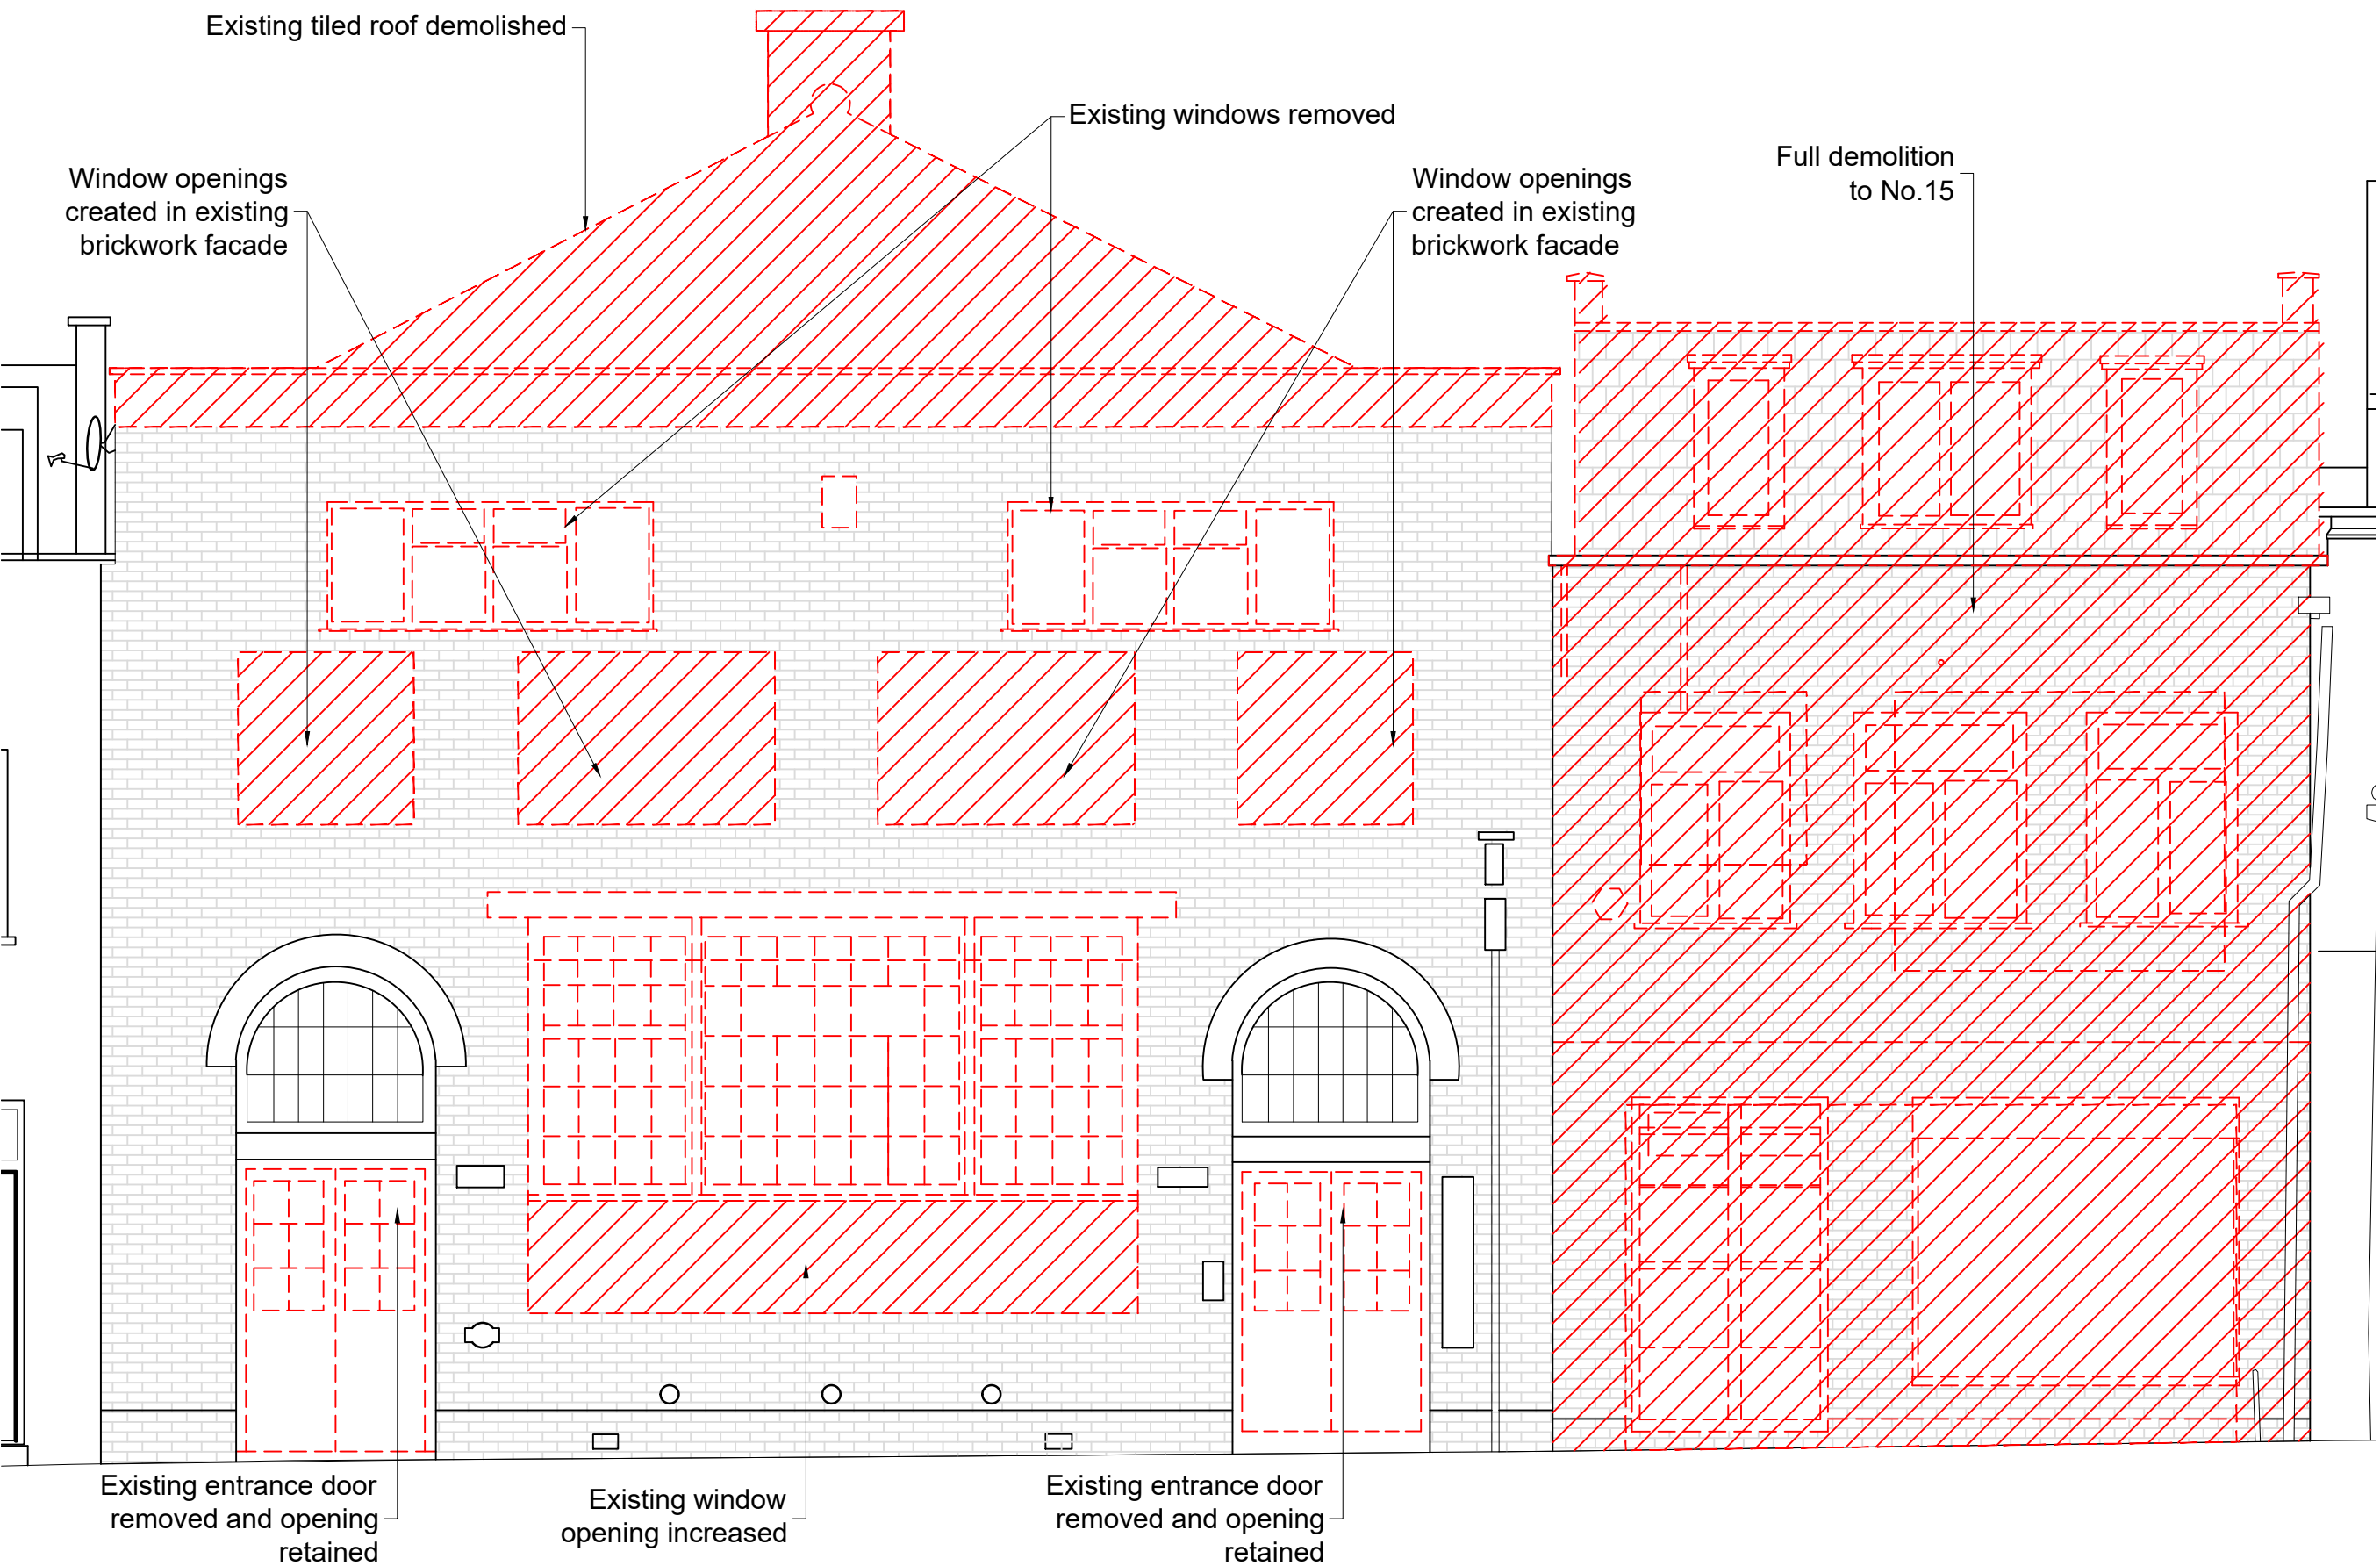 Existing tiled roof demolished
Existing windows removed
Window openings
created in existing
brickwork facade
Window openings
created in existing
brickwork facade
Full demolition
to No.15
Existing entrance door
removed and opening
retained
Existing window
opening increased
Existing entrance door
removed and opening
retained